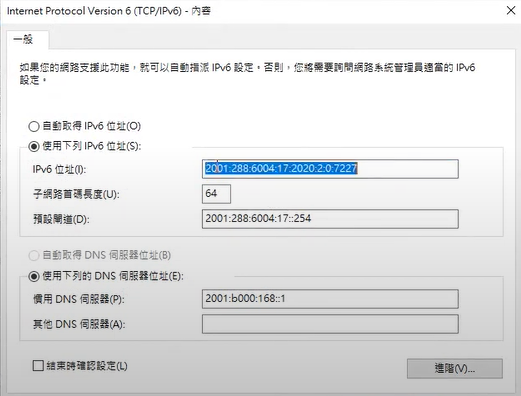 Internet Protocol Version 6 (TCP/IPv6) - 內容
一般
如果您的網路支援此功能，就可以自動指派 IPv6 設定。否則，您將需要詢問網路系統管理員適當的 IPv6
設定。
自動取得 IPv6 位址(O)
使用下列 IPv6 位址(S):
IPv6 位址(I):
2001:288:6004:17:2020:2:0:7227
子網路首碼長度(U):
64
預設閘道(D):
2001:288:6004:17::254
自動取得 DNS 伺服器位址(B)
使用下列的 DNS 伺服器位址(E):
慣用 DNS 伺服器(P):
2001:b000:168::1
其他 DNS 伺服器(A):
結束時確認設定(L)
進階(V)...